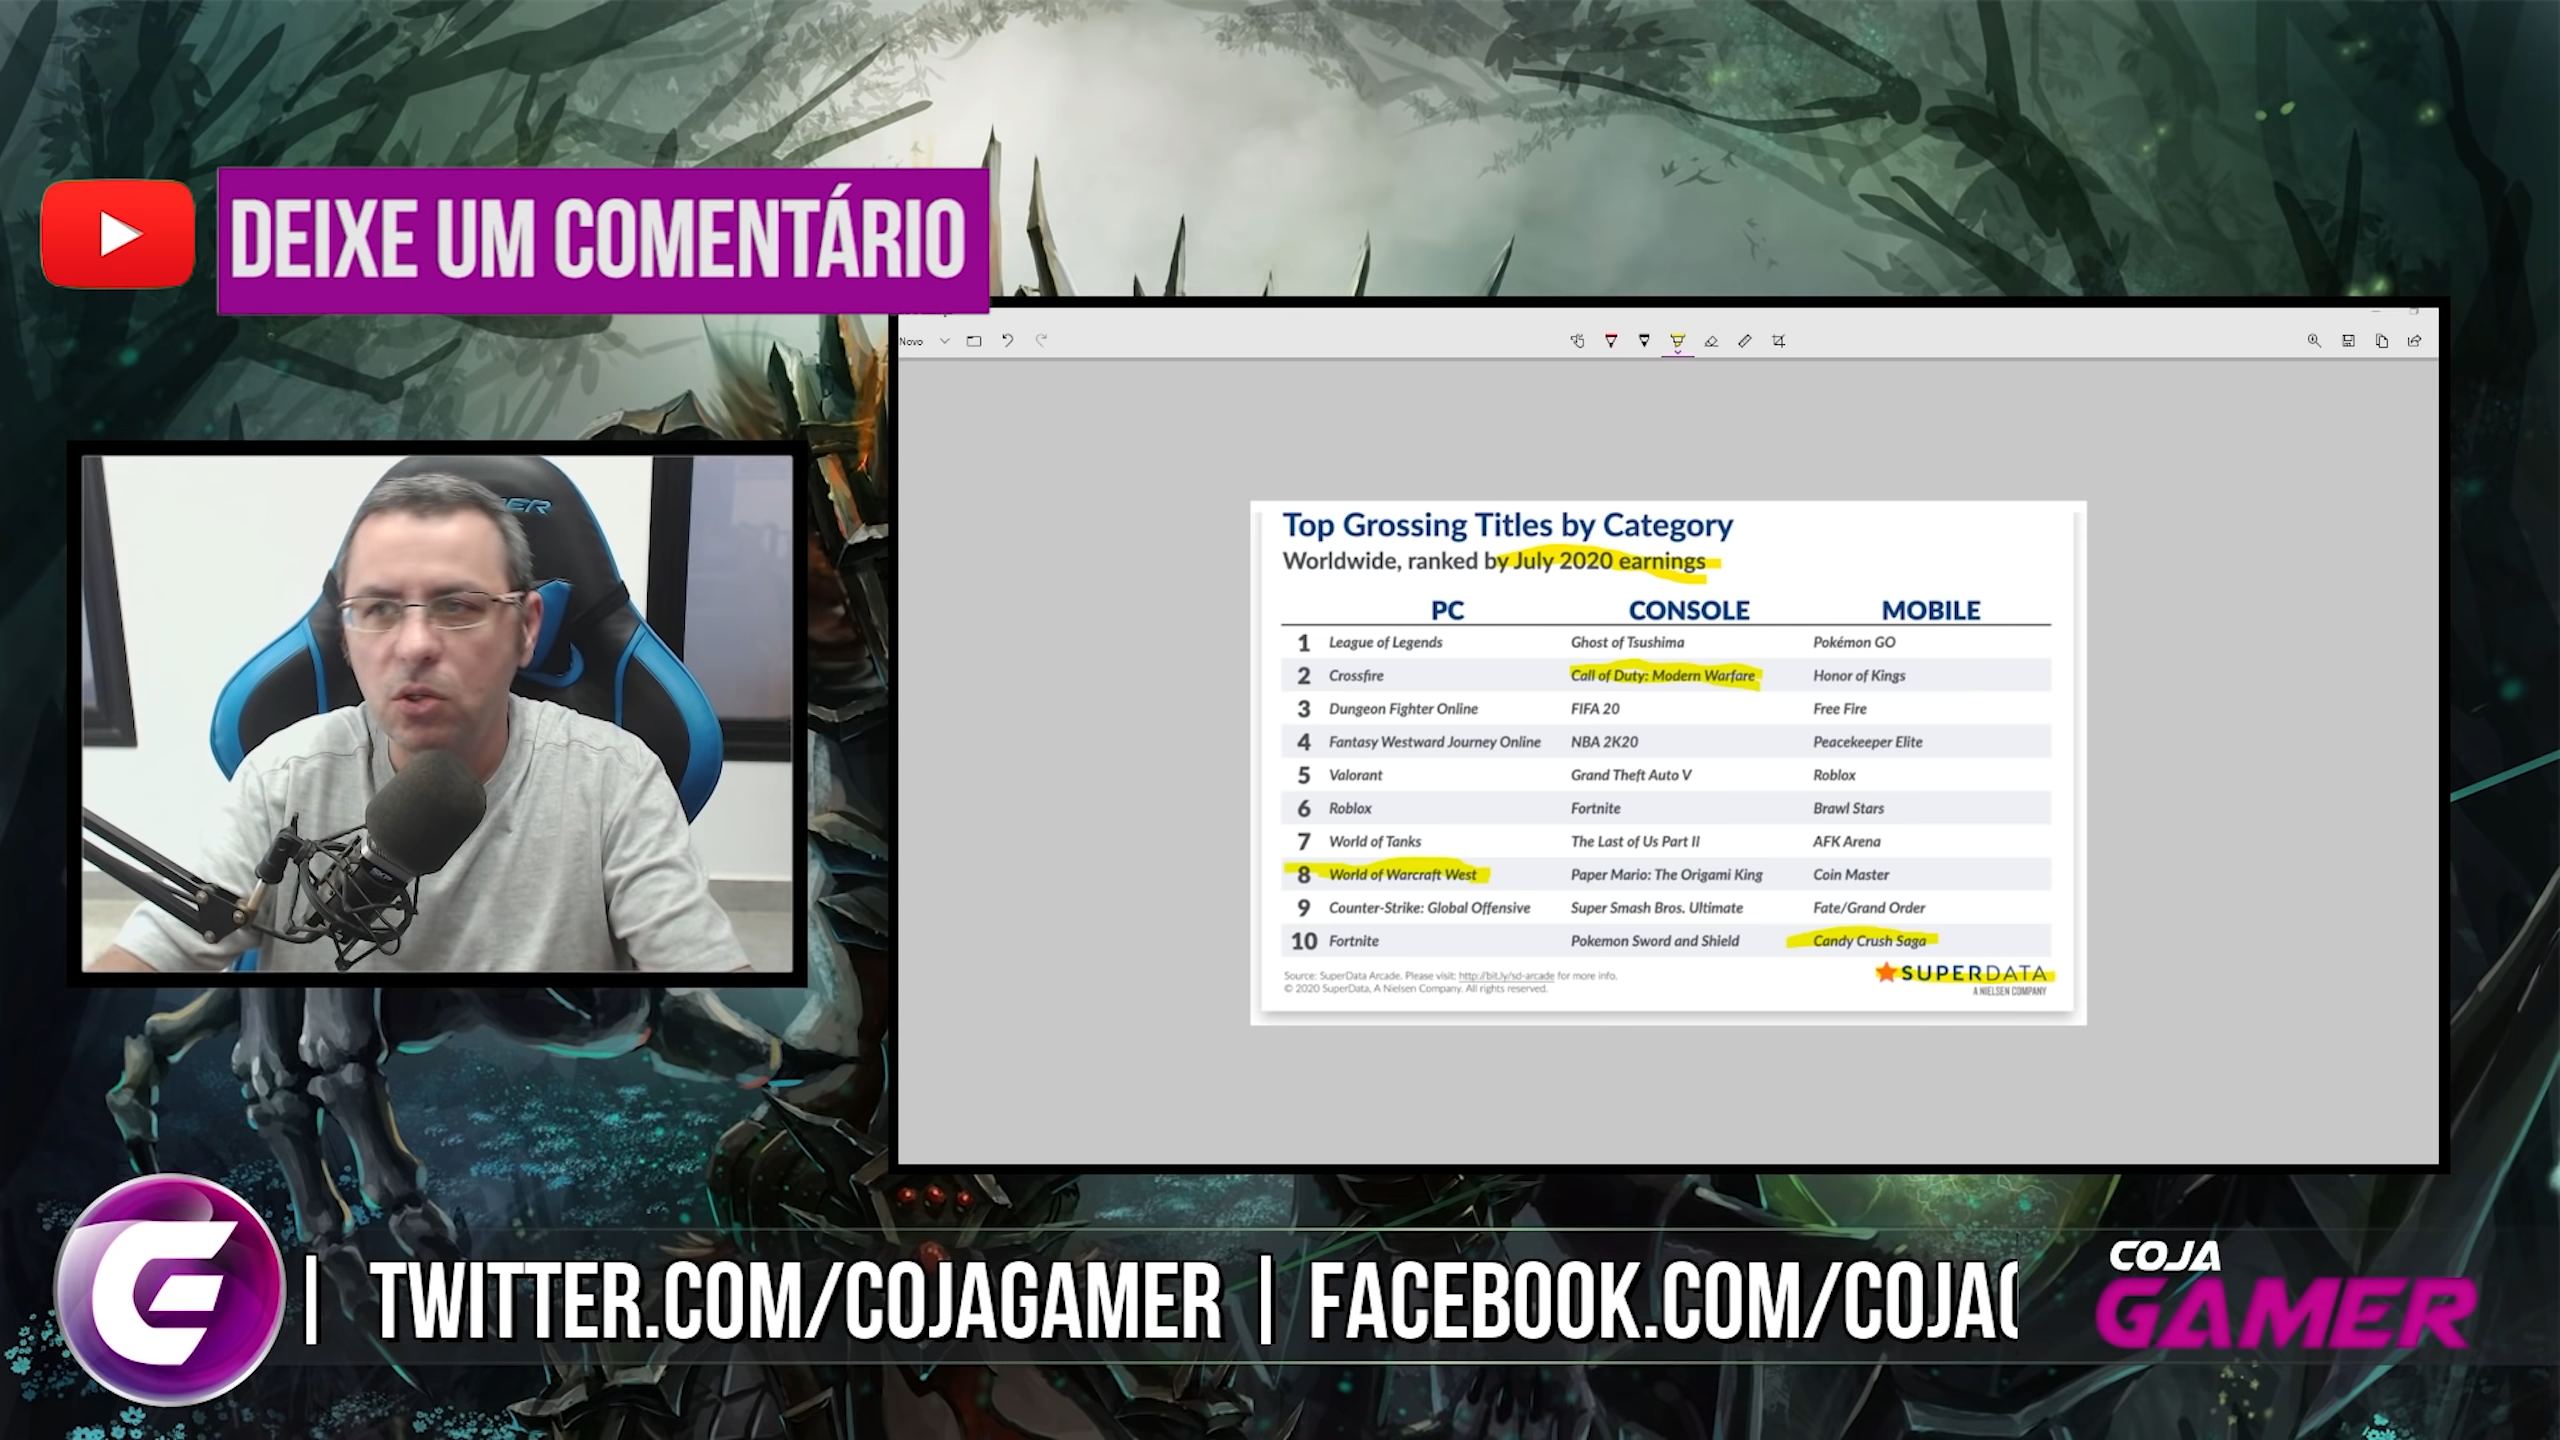 DEIXE UM COMENTÁRIO
Novo
Top Grossing Titles by Category
Worldwide, ranked by July 2020 earnings
PC CONSOLE MOBILE
1 League of Legends Ghost of Tsushima Pokémon GO
2 Crossfire Call of Duty: Modern Warfare Honor of Kings
3 Dungeon Fighter Online FIFA 20 Free Fire
4 Fantasy Westward Journey Online NBA 2K20 Peacekeeper Elite
5 Valorant Grand Theft Auto V Roblox
6 Roblox Fortnite Brawl Stars
7 World of Tanks The Last of Us Part II AFK Arena
8 World of Warcraft West Paper Mario: The Origami King Coin Master
9 Counter-Strike: Global Offensive Super Smash Bros. Ultimate Fate/Grand Order
10 Fortnite Pokemon Sword and Shield Candy Crush Saga
Source: SuperData Arcade. Please visit: http://bit.ly/sd-arcade for more info.
© 2020 SuperData, A Nielsen Company. All rights reserved.
SUPERDATA
A NIELSEN COMPANY
| TWITTER.COM/COJAGAMER | FACEBOOK.COM/COJAG
COJA
GAMER